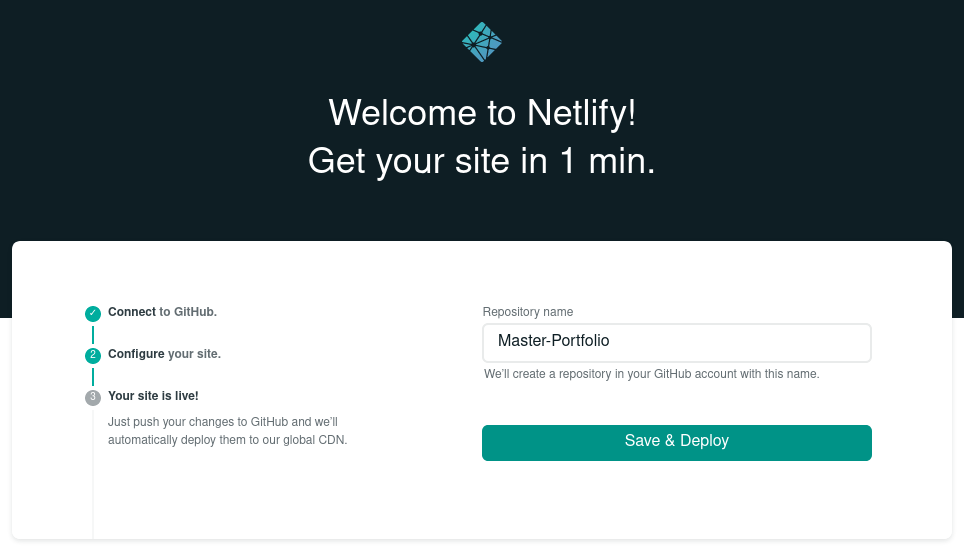 Welcome to Netlify!
Get your site in 1 min.
✓ Connect to GitHub.
2 Configure your site.
3 Your site is live!
Just push your changes to GitHub and we'll
automatically deploy them to our global CDN.
Repository name
Master-Portfolio
We'll create a repository in your GitHub account with this name.
Save & Deploy